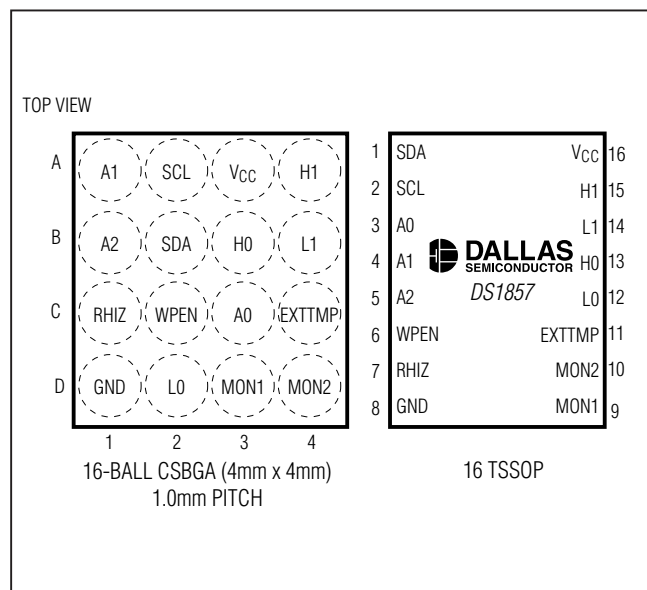 TOP VIEW
A A1 SCL VCC H1
B A2 SDA H0 L1
C RHIZ WPEN A0 EXTTMP
D GND L0 MON1 MON2
1 2 3 4
16-BALL CSBGA (4mm x 4mm)
1.0mm PITCH
1 SDA VCC 16
2 SCL H1 15
3 A0 L1 14
4 A1 DALLAS SEMICONDUCTOR H0 13
5 A2 DS1857 L0 12
6 WPEN EXTTMP 11
7 RHIZ MON2 10
8 GND MON1 9
16 TSSOP